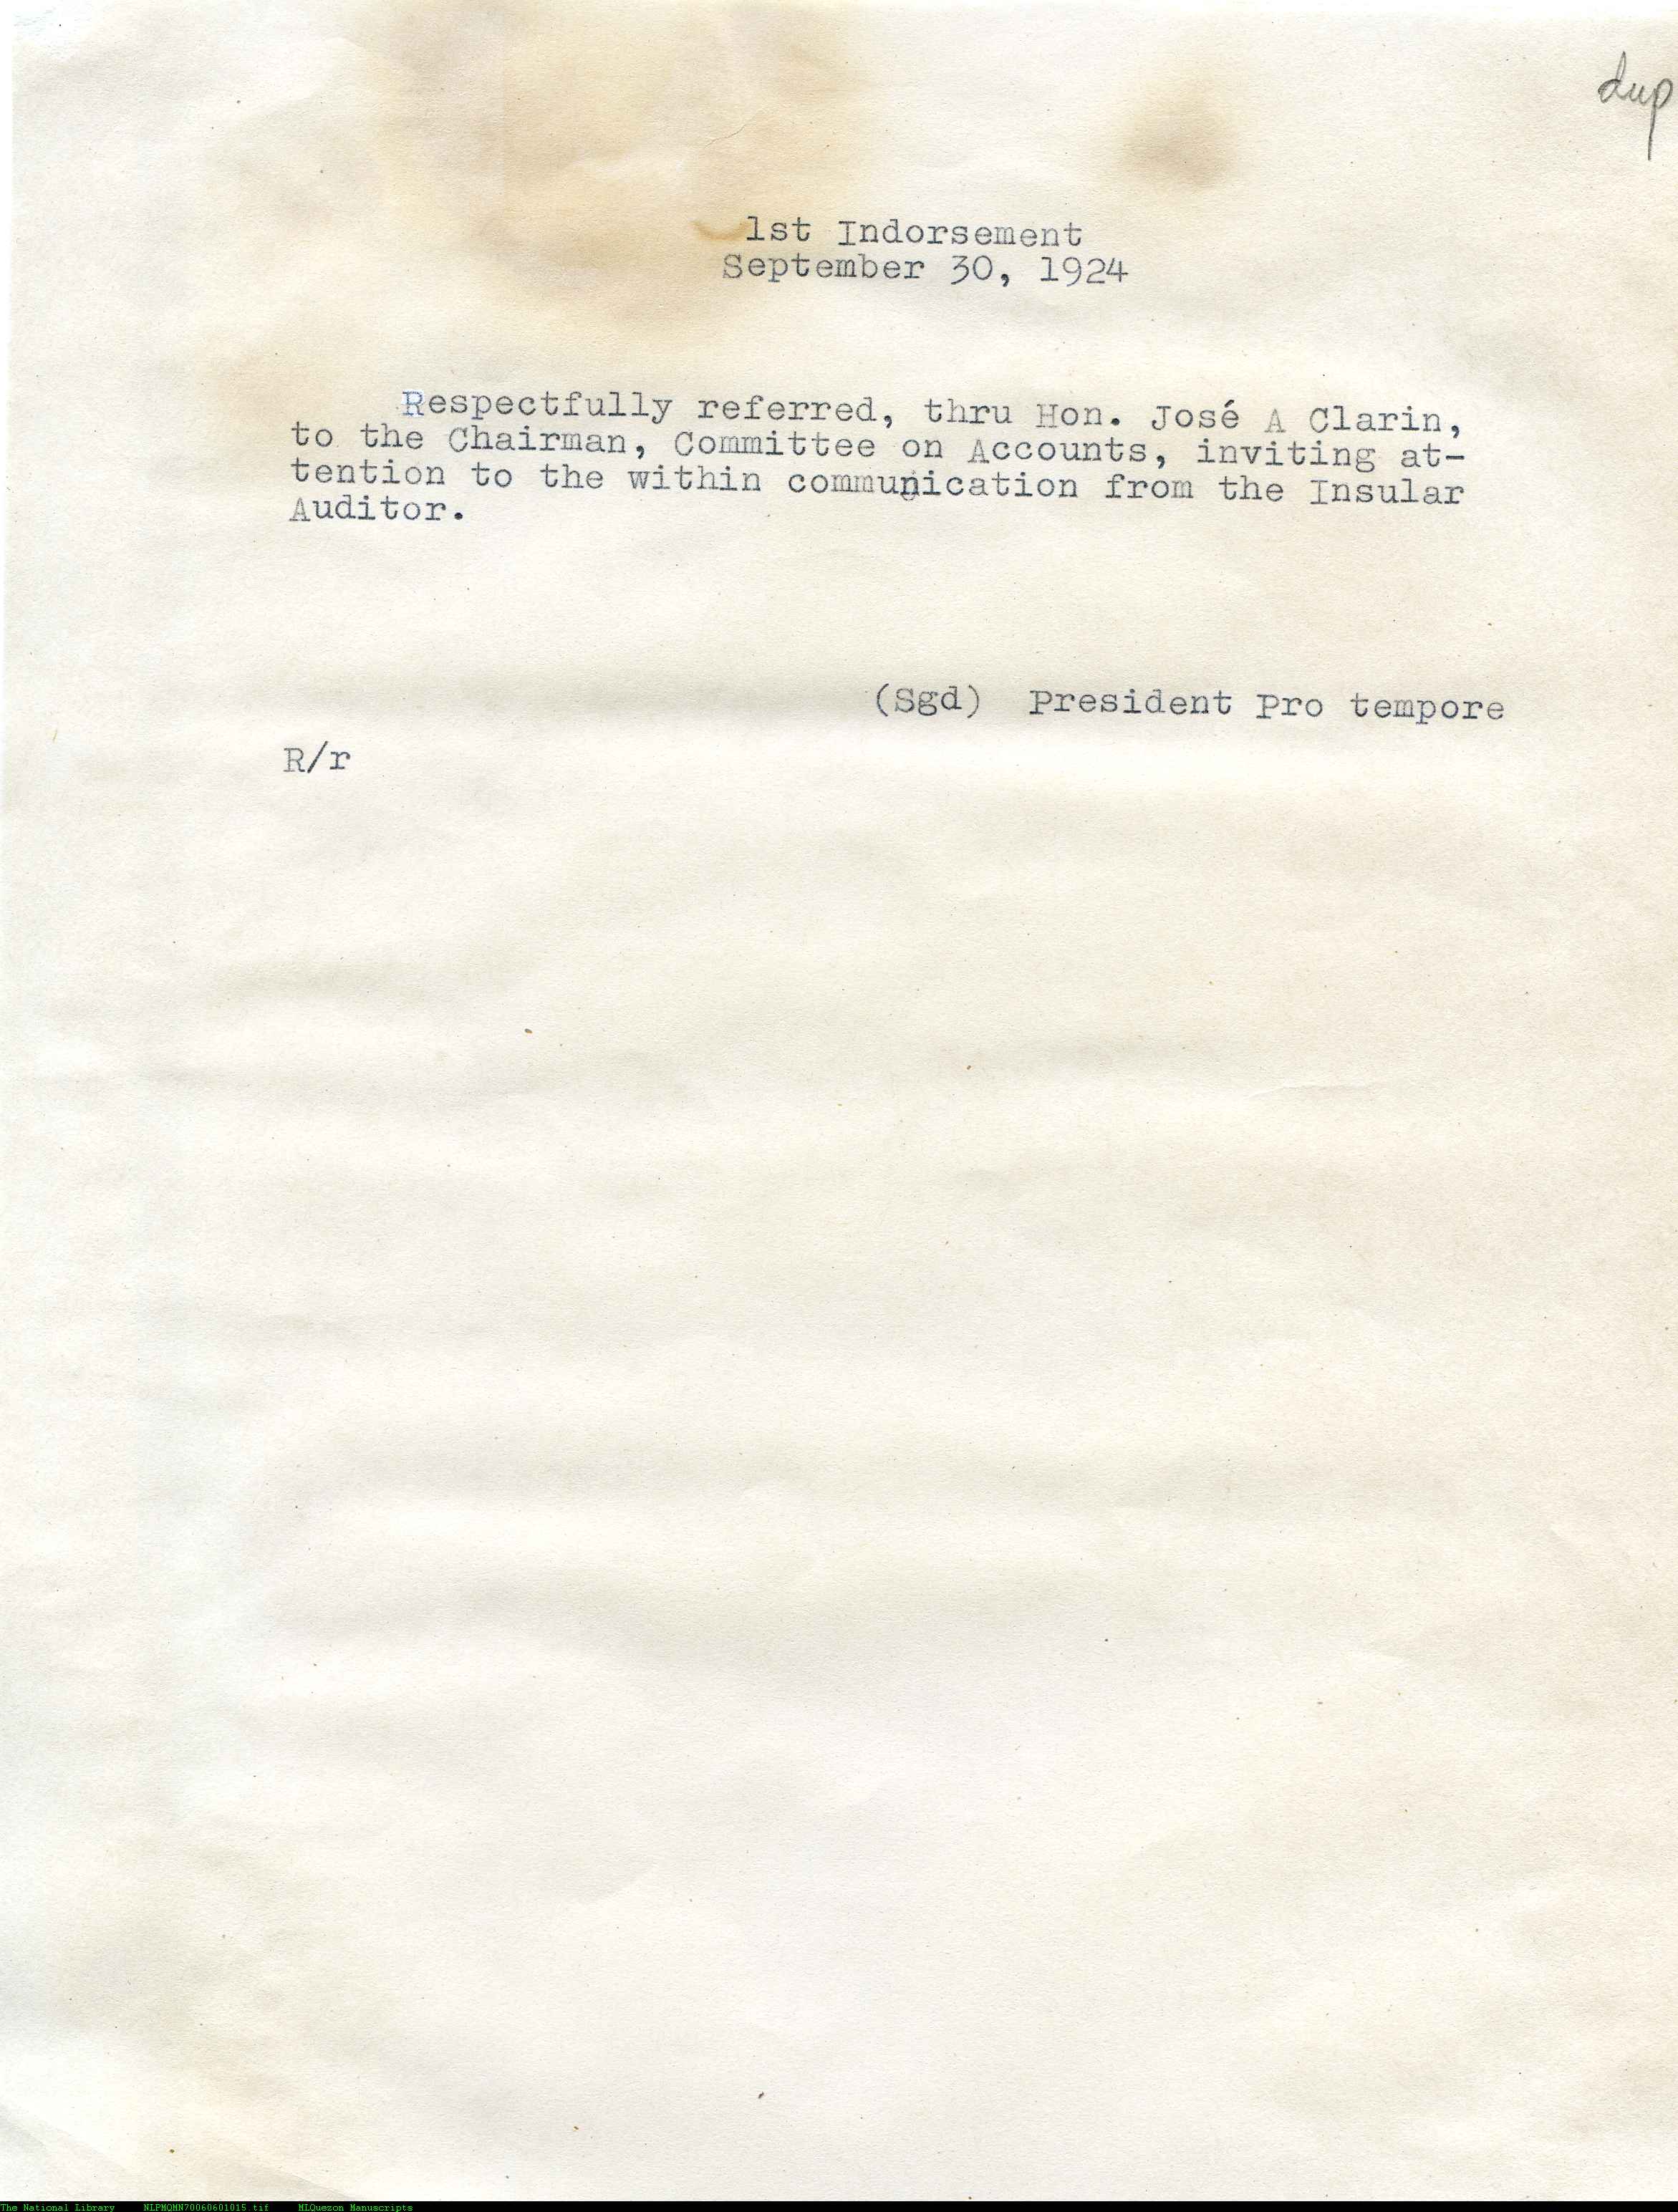 dup
1st Indorsement
September 30, 1924
Respectfully referred, thru Hon. José A Clarin,
to the Chairman, Committee on Accounts, inviting at-
tention to the within communication from the Insular
Auditor.
(Sgd) President Pro tempore
R/r
The National Library NLPMQMN70060601015.tif MLQuezon Manuscripts